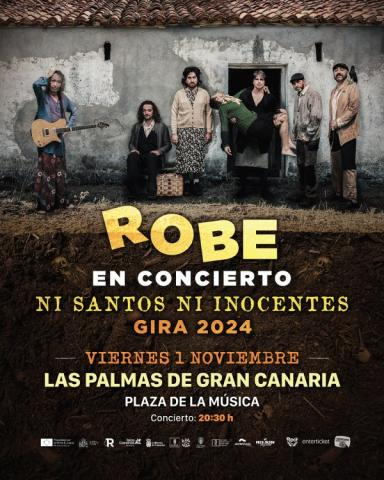 ROBE
EN CONCIERTO
NI SANTOS NI INOCENTES
GIRA 2024
VIERNES 1 NOVIEMBRE
LAS PALMAS DE GRAN CANARIA
PLAZA DE LA MÚSICA
Concierto: 20:30 h
enterticket